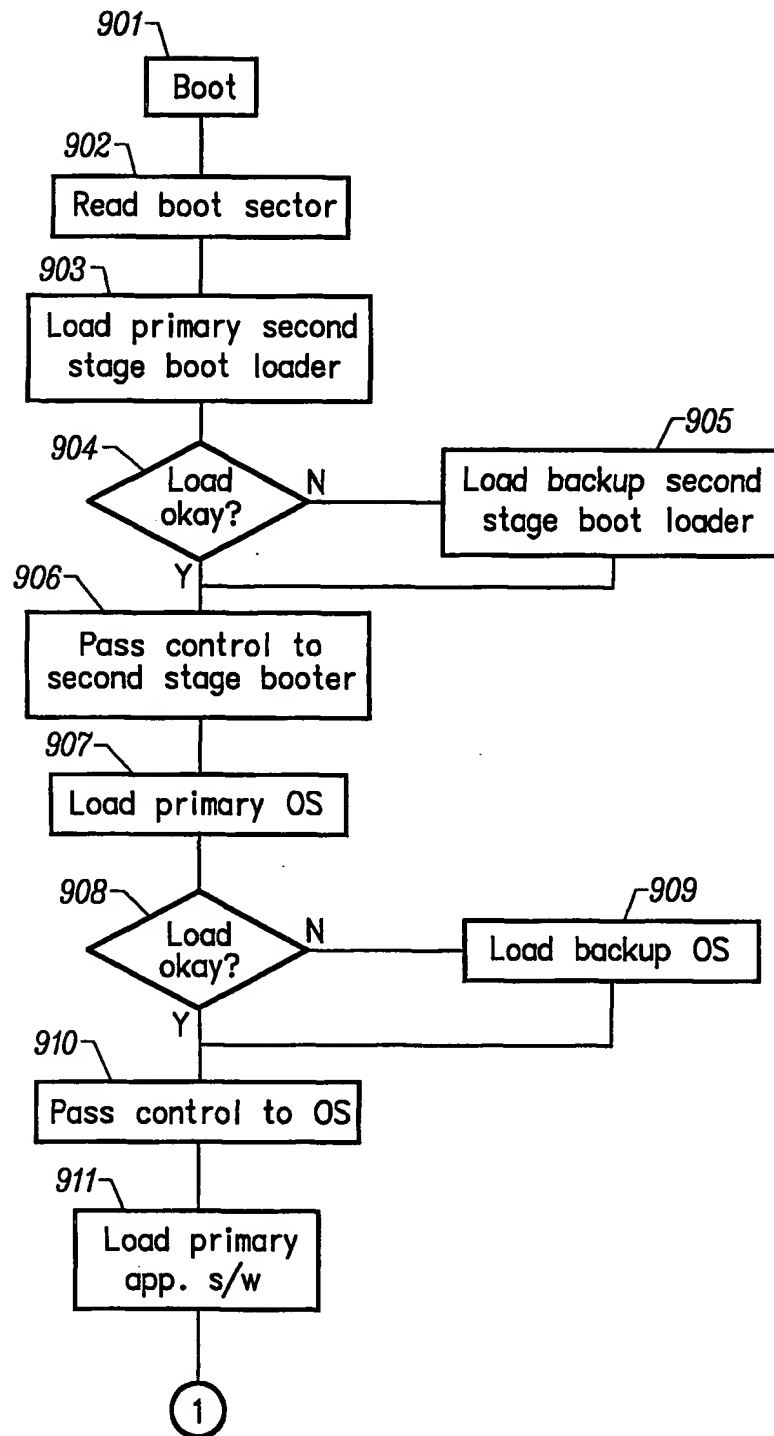 901
Boot
902
Read boot sector
903
Load primary second
stage boot loader
904
Load
okay?
N
Y
905
Load backup second
stage boot loader
906
Pass control to
second stage booter
907
Load primary OS
908
Load
okay?
N
Y
909
Load backup OS
910
Pass control to OS
911
Load primary
app. s/w
1